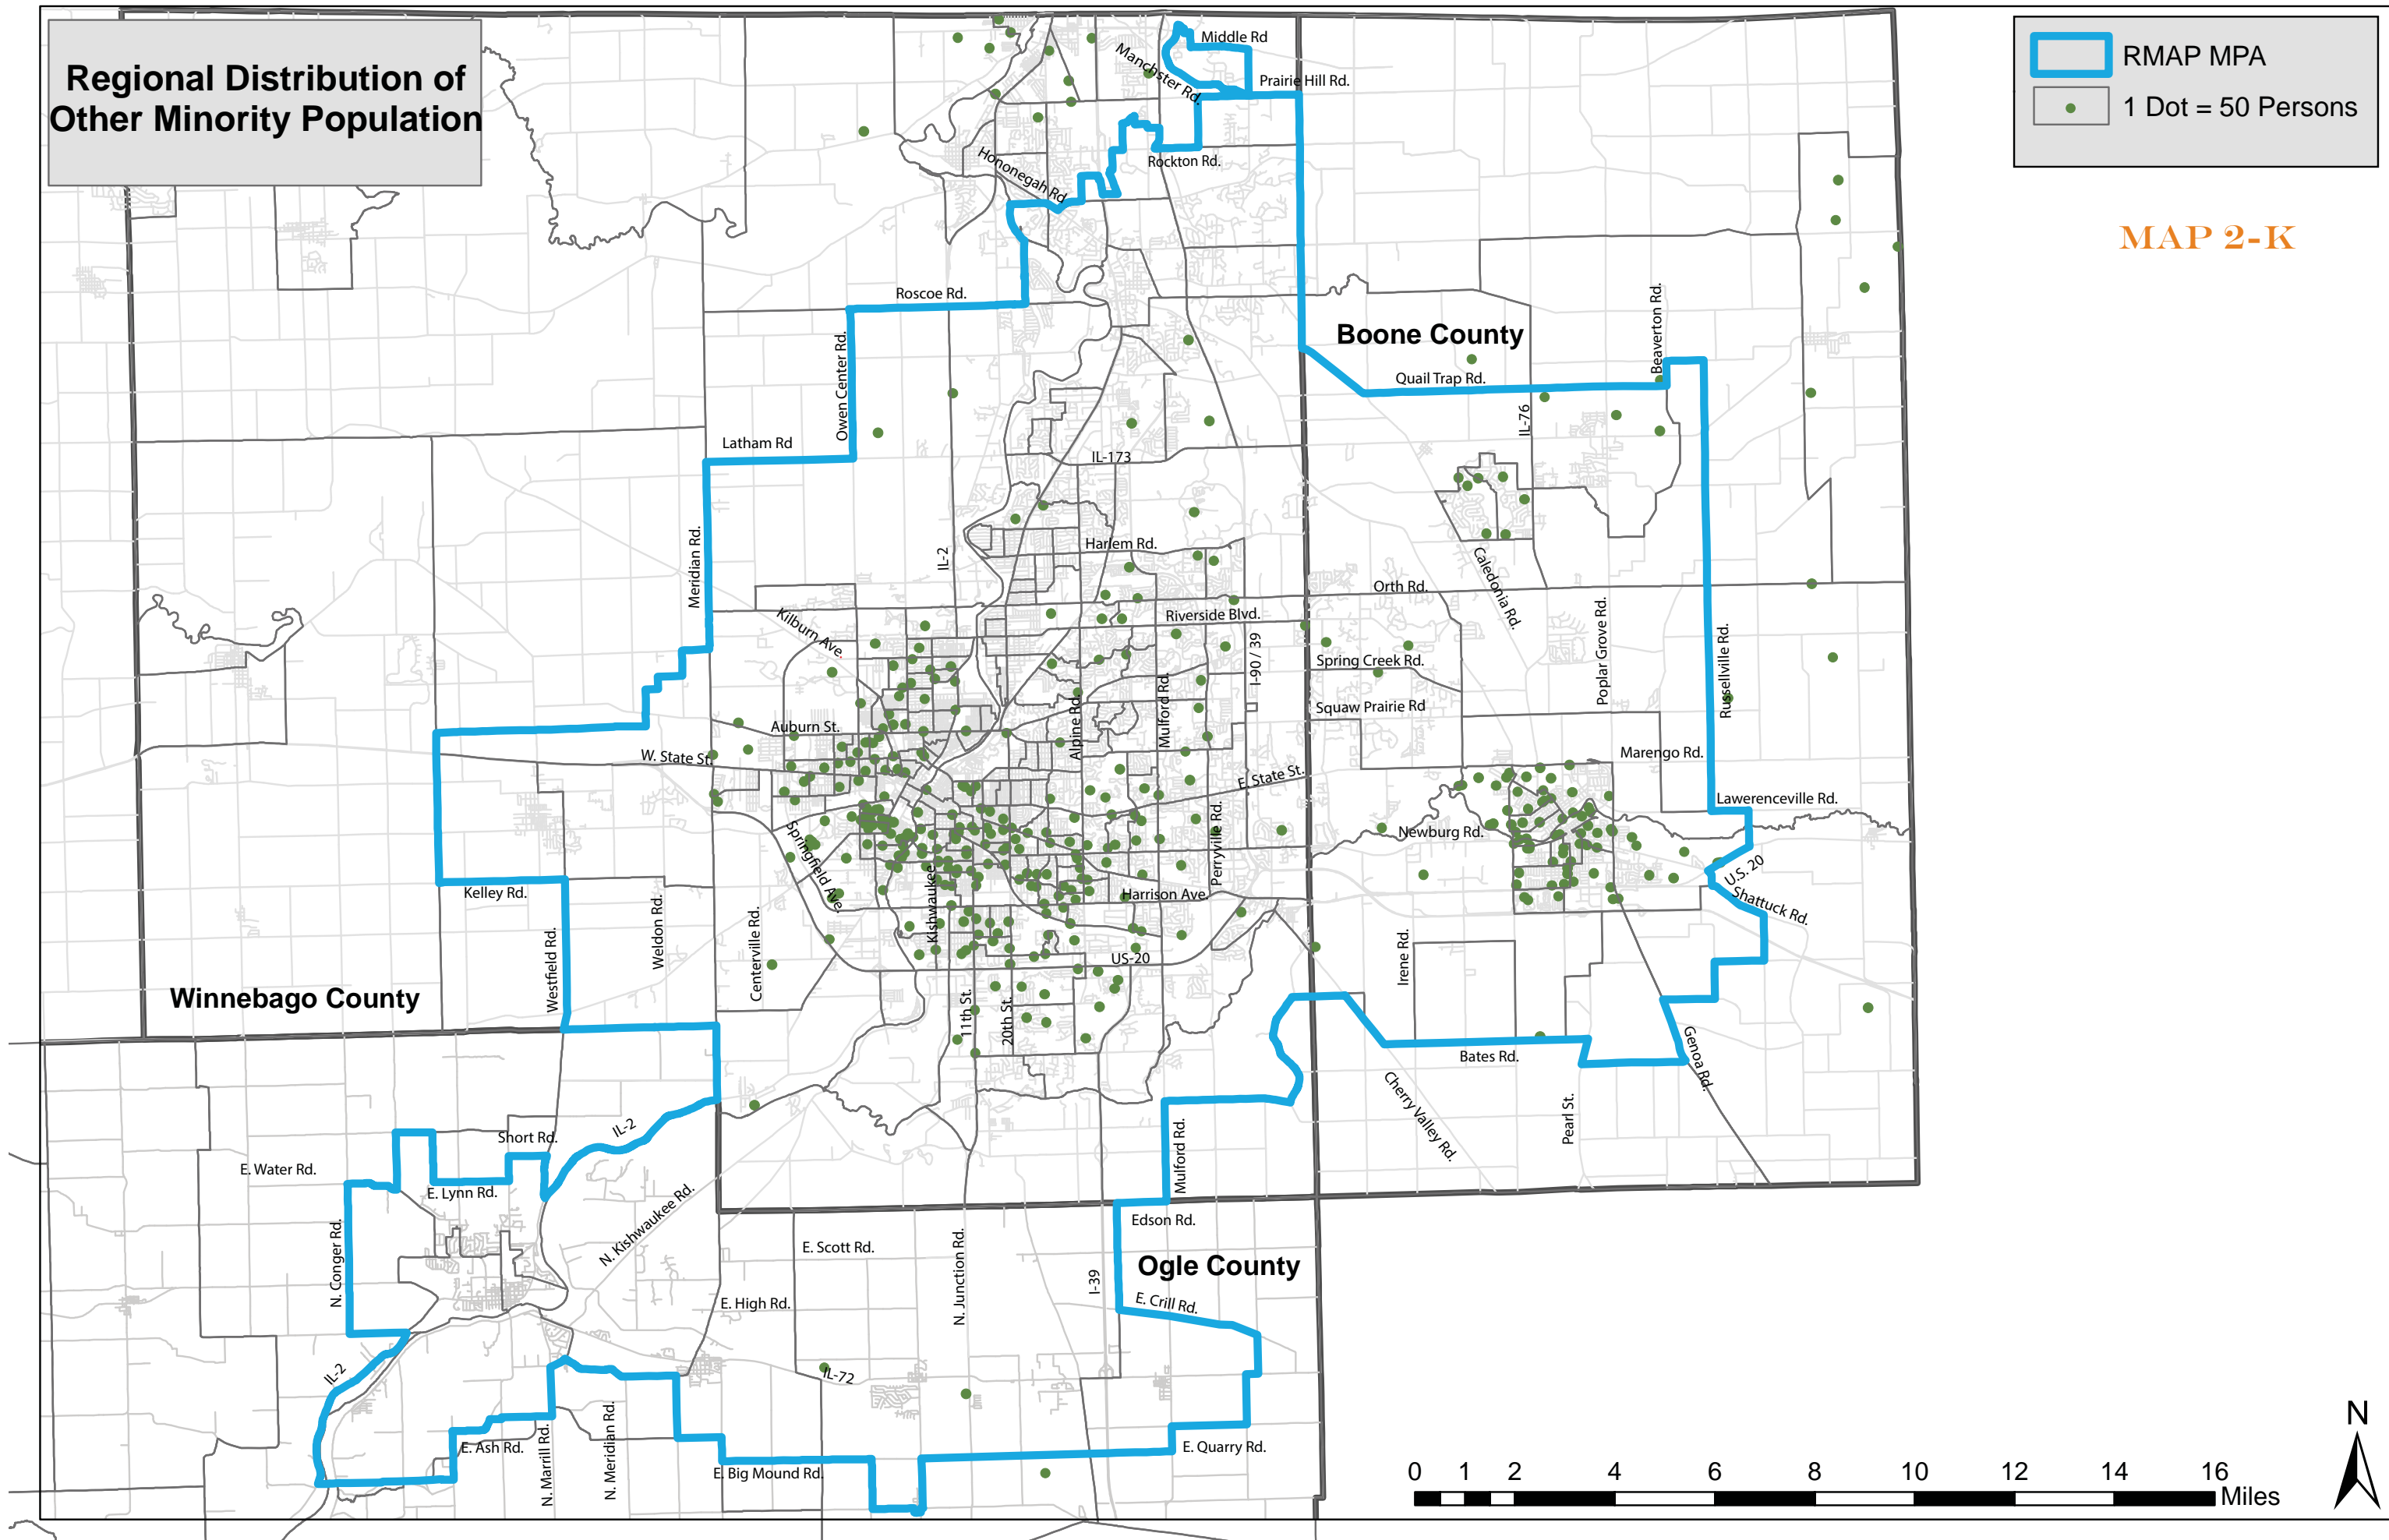 Regional Distribution of
Other Minority Population
RMAP MPA
1 Dot = 50 Persons
MAP 2-K
Middle Rd
Manchster Rd.
Prairie Hill Rd.
Rockton Rd.
Honongah Rd
Roscoe Rd.
Owen Center Rd.
Boone County
Beaverton Rd.
Quail Trap Rd.
IL-76
Latham Rd
IL-173
Meridian Rd.
IL-2
Harlem Rd.
Caledonia Rd.
Orth Rd.
Kilburn Ave.
Riverside Blvd.
Poplar Grove Rd.
Russellville Rd.
I-90 / 39
Spring Creek Rd.
Squaw Prairie Rd
Auburn St.
Alpine Rd.
Mulford Rd.
W. State St.
Marengo Rd.
E. State St.
Lawerenceville Rd.
Springfield Ave.
Perryville Rd.
Newburg Rd.
Kishwaukee
U.S. 20
Kelley Rd.
Harrison Ave.
Shattuck Rd.
Weldon Rd.
Centerville Rd.
Westfield Rd.
Irene Rd.
US-20
Winnebago County
11th St.
20th St.
Genoa Rd.
Bates Rd.
Cherry Valley Rd.
Pearl St.
Short Rd.
IL-2
E. Water Rd.
E. Lynn Rd.
Mulford Rd.
N. Kishwaukee Rd.
Edson Rd.
N. Conger Rd.
E. Scott Rd.
N. Junction Rd.
Ogle County
I-39
E. High Rd.
E. Crill Rd.
IL-2
IL-72
N. Marrill Rd.
N. Meridian Rd.
E. Ash Rd.
E. Big Mound Rd.
E. Quarry Rd.
N
0 1 2 4 6 8 10 12 14 16
Miles